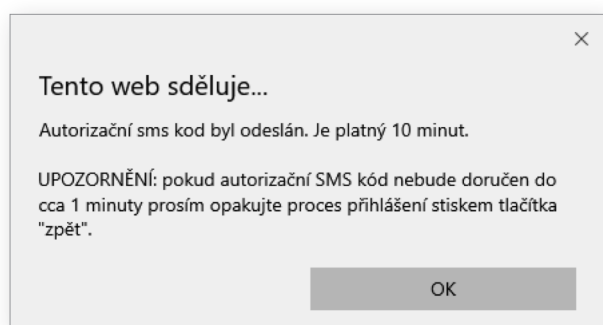 Tento web sděluje...
Autorizační sms kod byl odeslán. Je platný 10 minut.
UPOZORNĚNÍ: pokud autorizační SMS kód nebude doručen do
cca 1 minuty prosím opakujte proces přihlášení stiskem tlačítka
"zpět".
OK